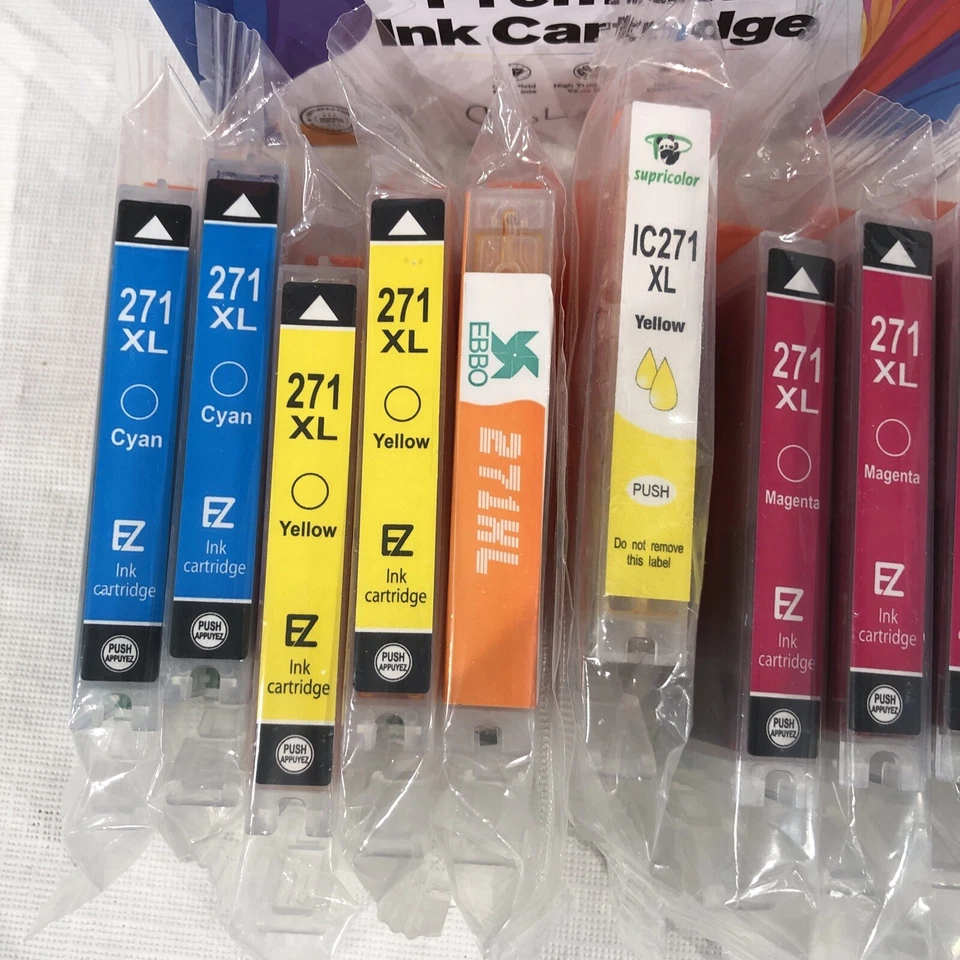 Ink Cartridge
271
XL
Cyan
EZ
Ink
cartridge
PUSH
APPUYEZ
271
XL
Cyan
EZ
Ink
cartridge
PUSH
APPUYEZ
271
XL
Yellow
EZ
Ink
cartridge
PUSH
APPUYEZ
271
XL
Yellow
EZ
Ink
cartridge
PUSH
APPUYEZ
EBBO
271XL
supricolor
IC271
XL
Yellow
PUSH
Do not remove
this label
271
XL
Magenta
EZ
Ink
cartridge
PUSH
APPUYEZ
271
XL
Magenta
EZ
Ink
cartridge
PUSH
APPUYEZ